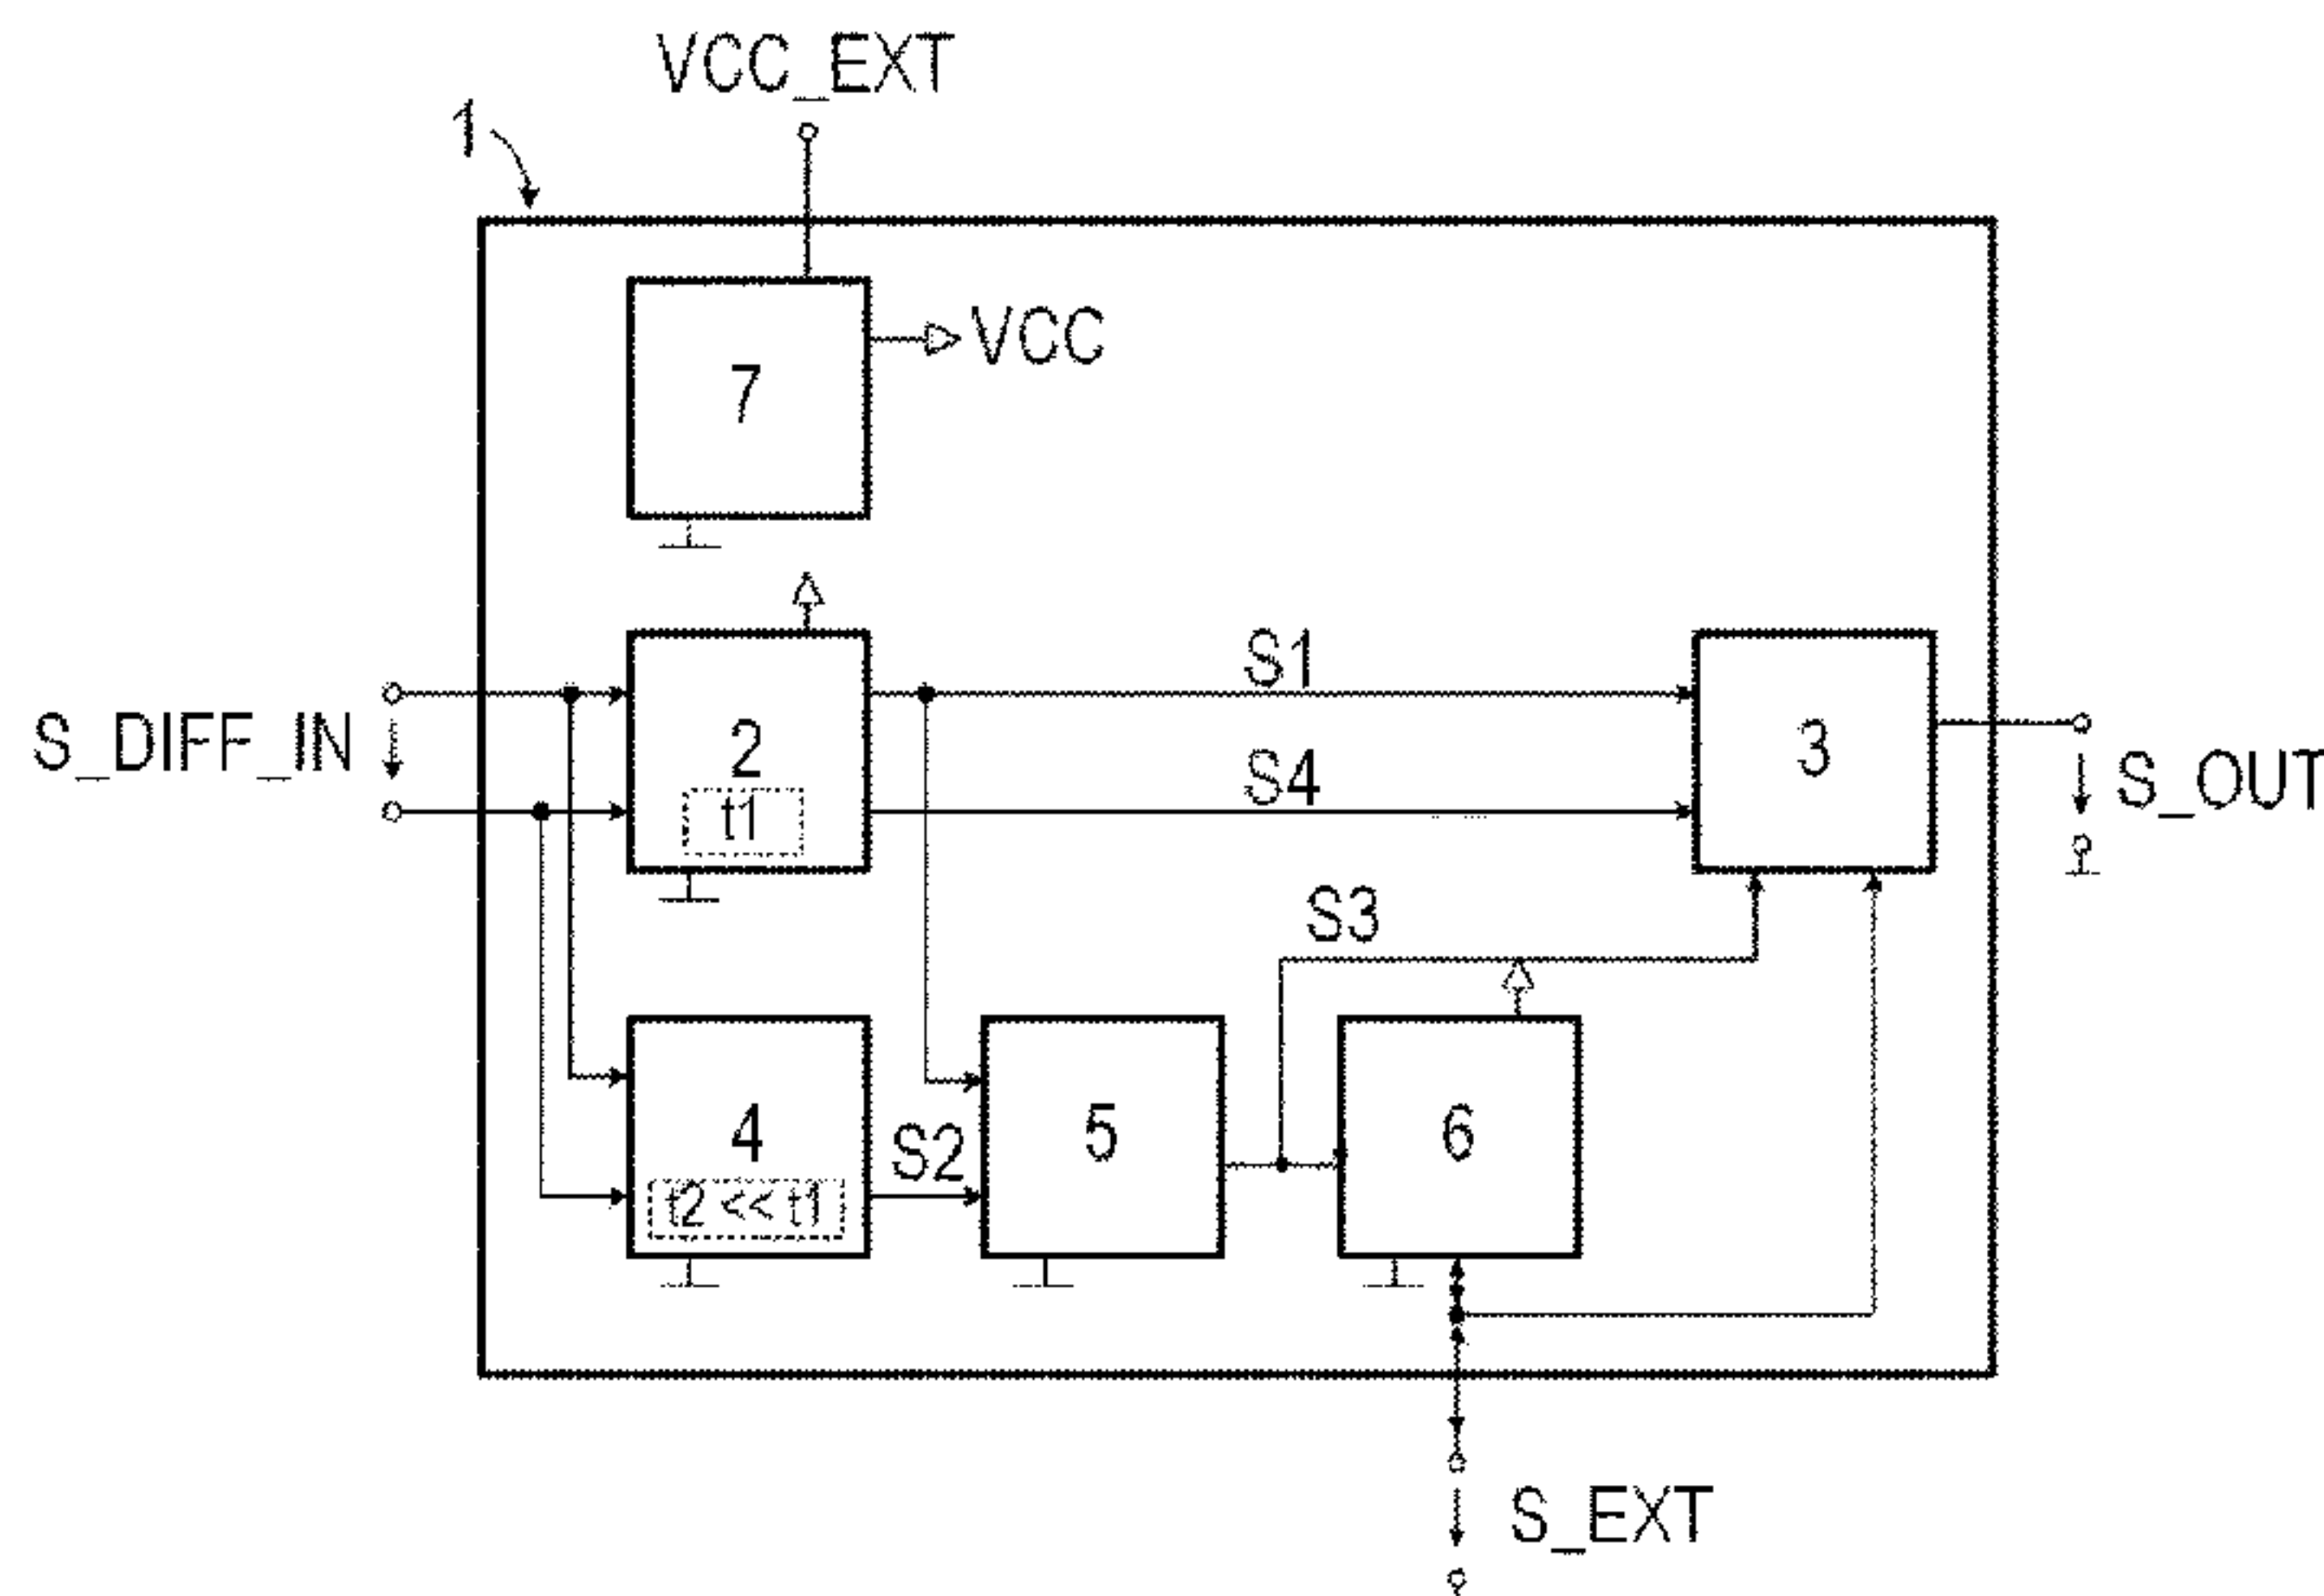 VCC_EXT
1
VCC
7
S1
S_DIFF_IN
2
t1
S4
3
S_OUT
S3
4
t2 << t1
S2
5
6
S_EXT